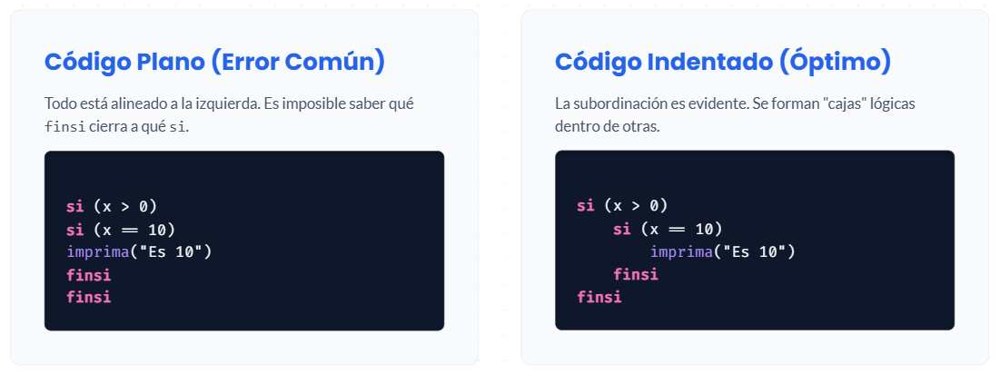 Código Plano (Error Común)
Todo está alineado a la izquierda. Es imposible saber qué
finsi cierra a qué si.
si (x > 0)
si (x == 10)
imprima("Es 10")
finsi
finsi
Código Indentado (Óptimo)
La subordinación es evidente. Se forman "cajas" lógicas
dentro de otras.
si (x > 0)
    si (x == 10)
        imprima("Es 10")
    finsi
finsi